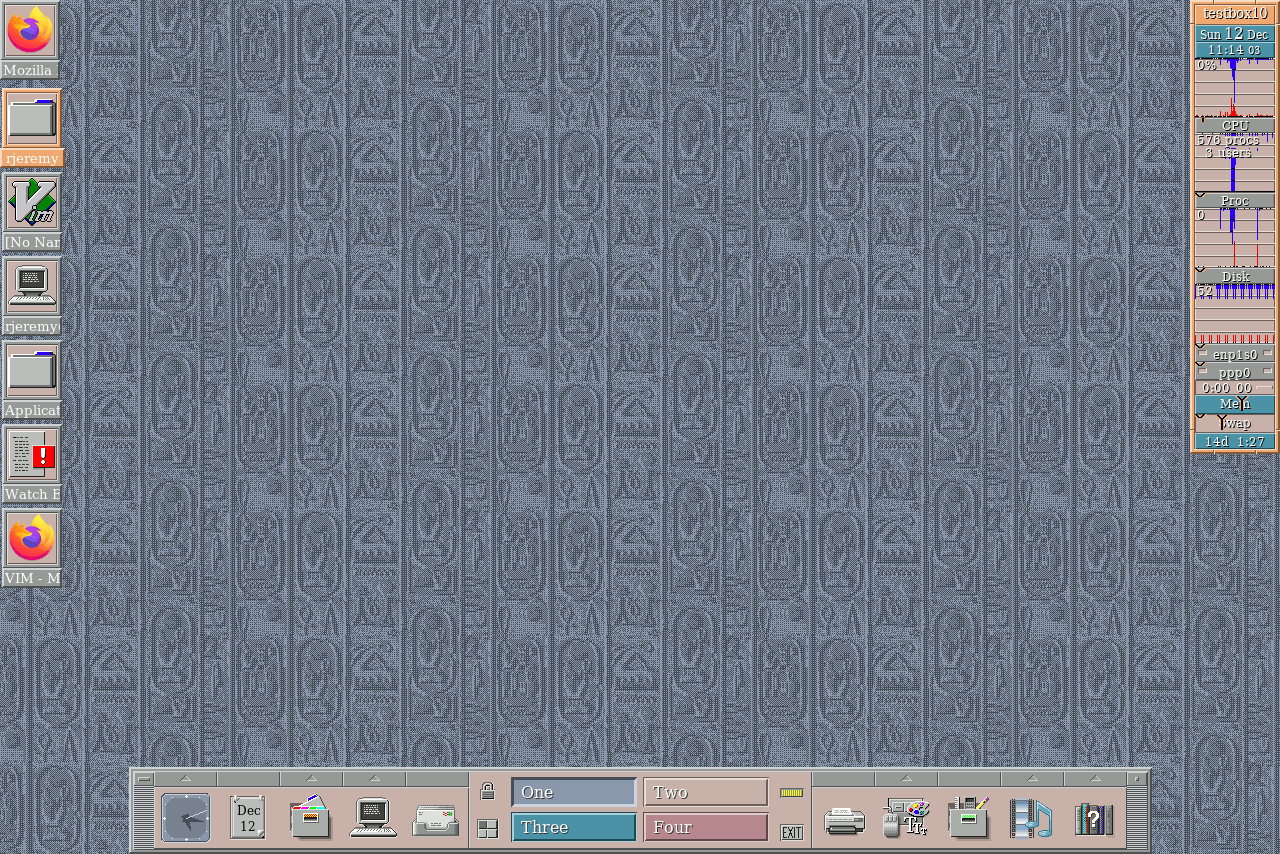 Mozilla
rjeremy
Vim
[No Nar
rjeremy
Applicat
!
Watch E
VIM - M
testbox10
Sun 12 Dec
11:14 03
0%
CPU
576 procs
3 users
Proc
0
Disk
52
enp1s0
ppp0
0:00 00
Mem
Swap
14d 1:27
Dec
12
One
Two
Three
Four
EXIT
?